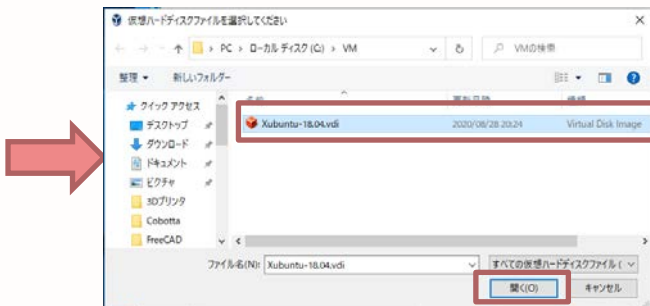 仮想ハードディスクファイルを選択してください
PC › ローカル ディスク (C:) › VM
VMの検索
整理
新しいフォルダー
名前
更新日時
種類
クイック アクセス
デスクトップ
ダウンロード
ドキュメント
ピクチャ
3Dプリンタ
Cobotta
FreeCAD
Xubuntu-18.04.vdi
2020/08/28 20:24
Virtual Disk Image
ファイル名(N):
Xubuntu-18.04.vdi
すべての仮想ハードディスクファイル (
開く(O)
キャンセル